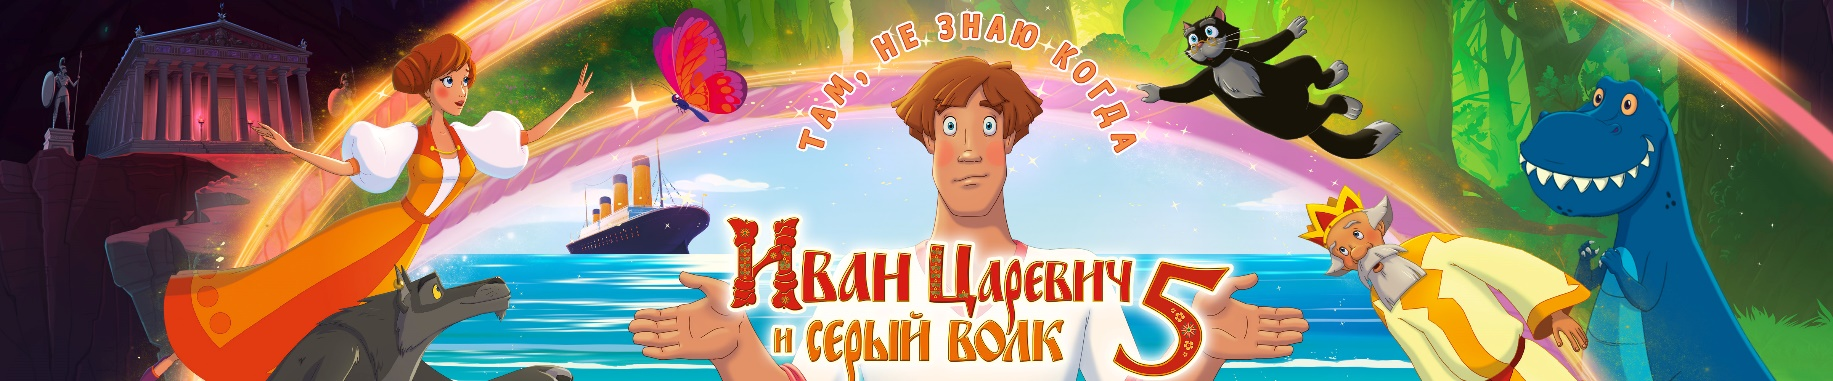 ТАМ, НЕ ЗНАЮ КОГДА
ИВАН ЦАРЕВИЧ 5
И СЕРЫЙ ВОЛК